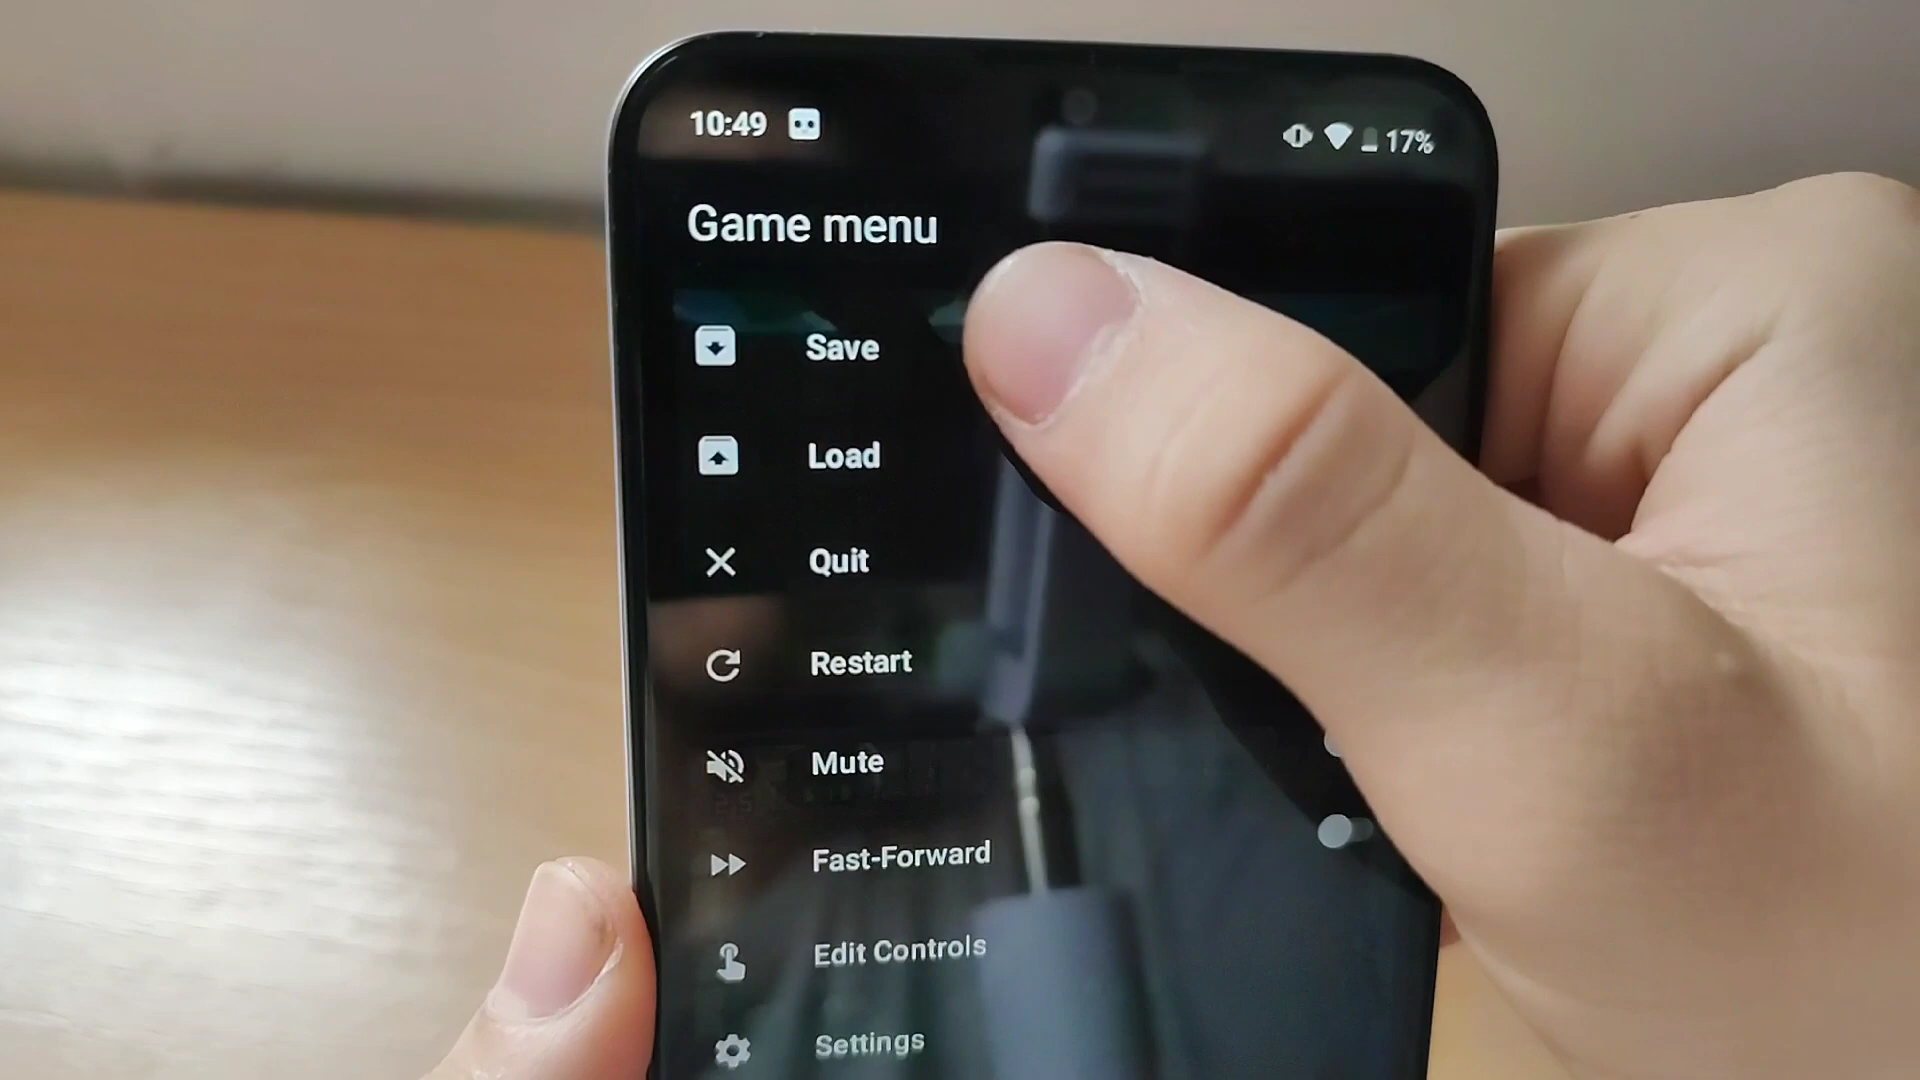 10:49
17%
Game menu
Save
Load
Quit
Restart
Mute
Fast-Forward
Edit Controls
Settings